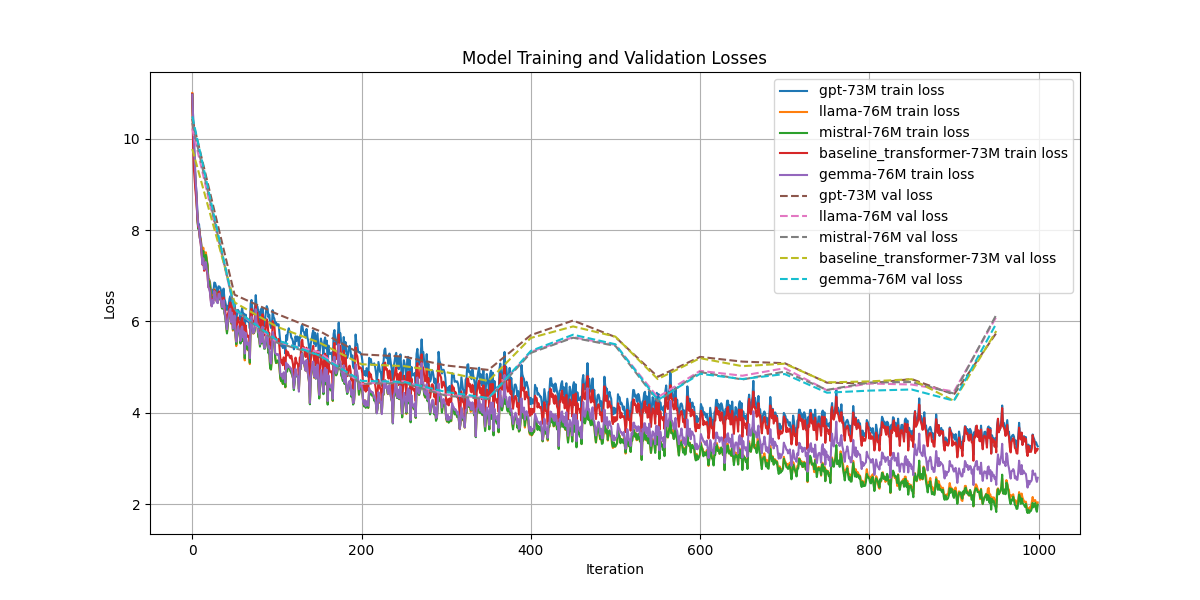 Model Training and Validation Losses
gpt-73M train loss
llama-76M train loss
mistral-76M train loss
baseline_transformer-73M train loss
gemma-76M train loss
gpt-73M val loss
llama-76M val loss
mistral-76M val loss
baseline_transformer-73M val loss
gemma-76M val loss
Loss
10
8
6
4
2
0 200 400 600 800 1000
Iteration